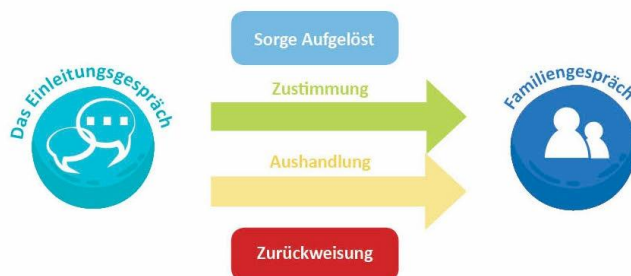 Das Einleitungsgespräch
Sorge Aufgelöst
Zustimmung
Aushandlung
Zurückweisung
Familiengespräch